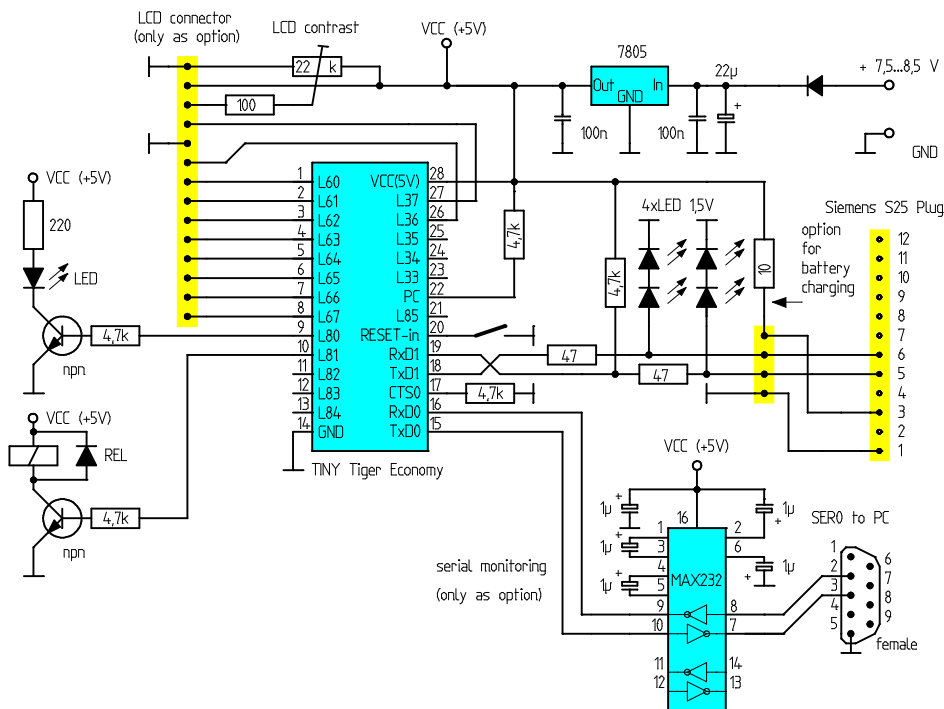 LCD connector
(only as option)
LCD contrast
22 k
100
VCC (+5V)
7805
Out In
GND
100n
100n
22µ
+
+ 7,5...8,5 V
GND
VCC (+5V)
220
LED
4,7k
npn
VCC (+5V)
REL
4,7k
npn
1 L60
2 L61
3 L62
4 L63
5 L64
6 L65
7 L66
8 L67
9 L80
10 L81
11 L82
12 L83
13 L84
14 GND
VCC(5V) 28
L37 27
L36 26
L35 25
L34 24
L33 23
PC 22
L85 21
RESET-in 20
RxD1 19
TxD1 18
CTS0 17
RxD0 16
TxD0 15
TINY Tiger Economy
4,7k
4,7k
4,7k
47
47
4xLED 1,5V
10
option
for
battery
charging
Siemens S25 Plug
12
11
10
9
8
7
6
5
4
3
2
1
VCC (+5V)
16
1µ +
1µ +
1µ +
1µ +
1µ +
1
3
4
5
9
10
11
12
2
6
8
7
14
13
MAX232
serial monitoring
(only as option)
SER0 to PC
1
2
3
4
5
6
7
8
9
female